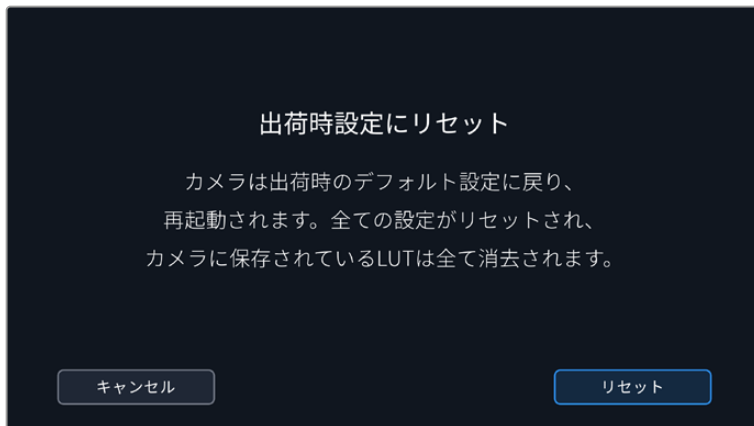 出荷時設定にリセット
カメラは出荷時のデフォルト設定に戻り、
再起動されます。全ての設定がリセットされ、
カメラに保存されているLUTは全て消去されます。
キャンセル
リセット